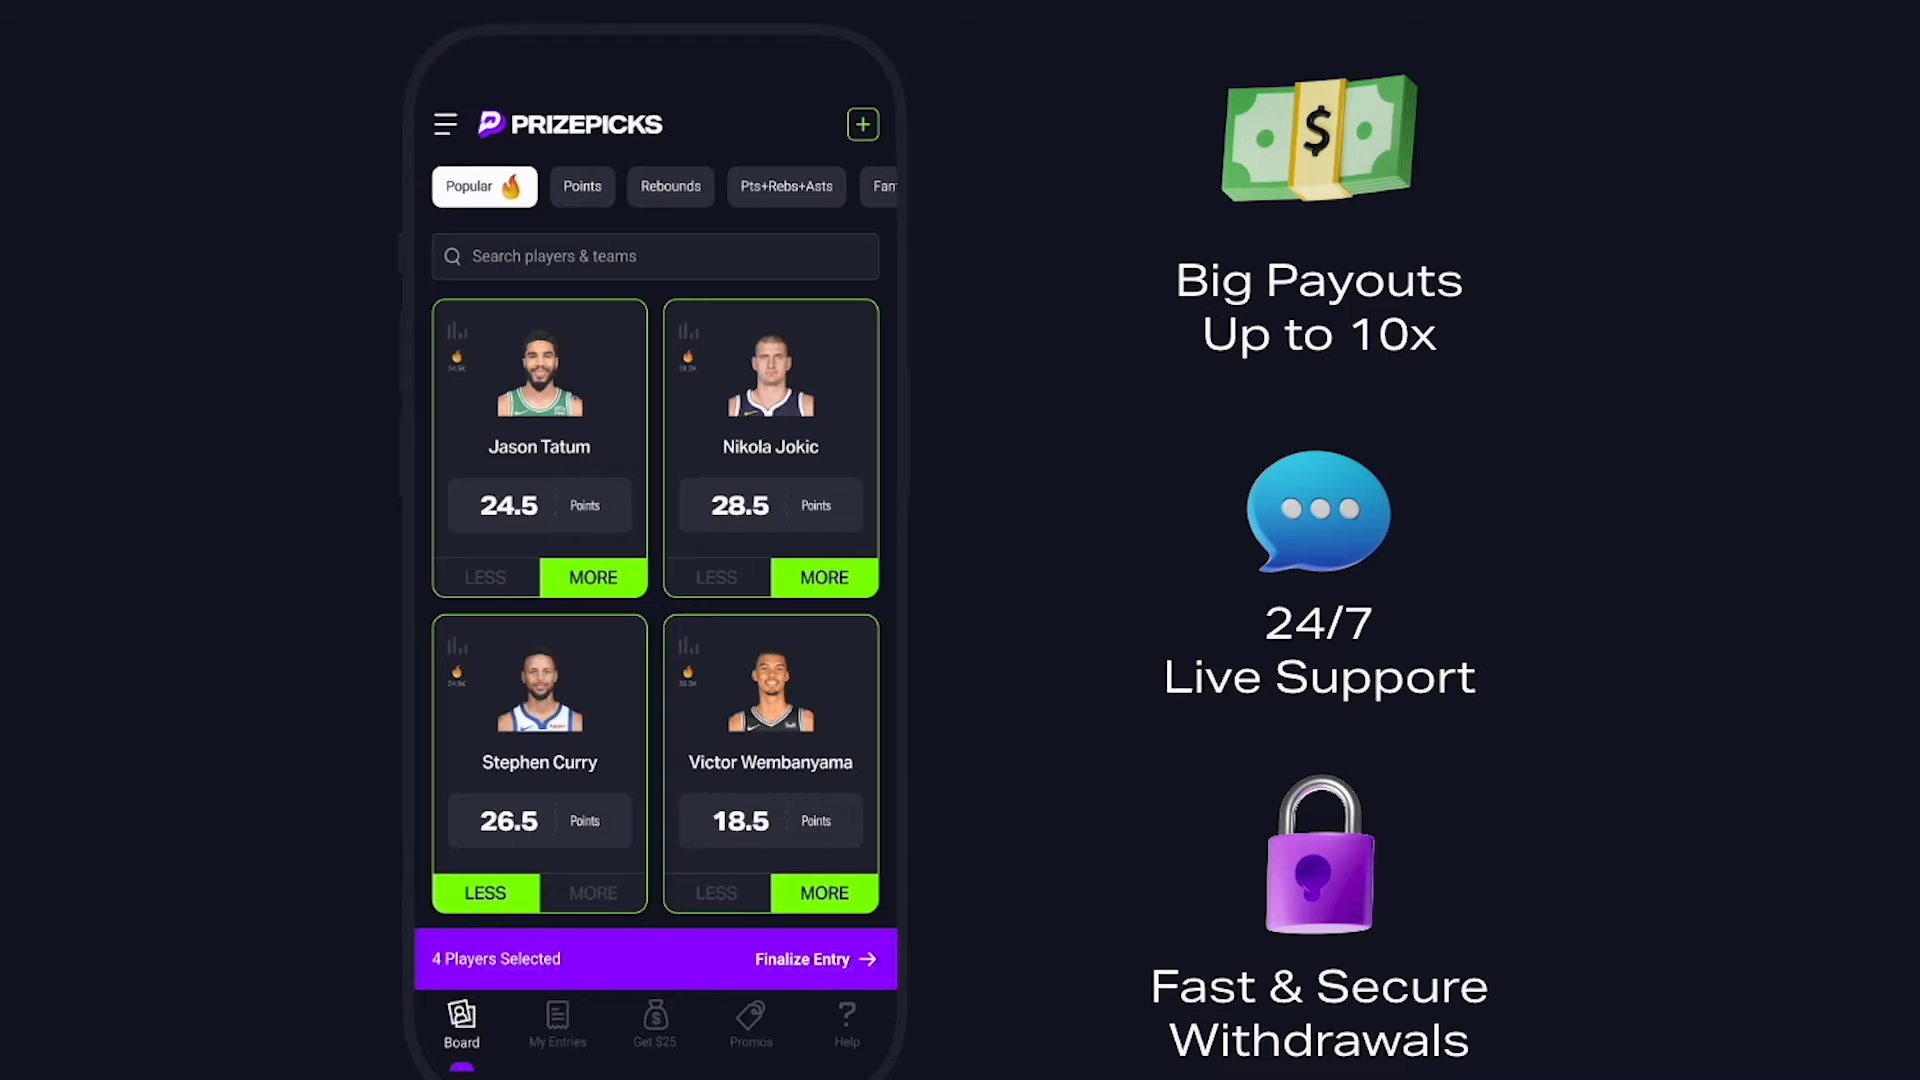 PRIZEPICKS
Popular
Points
Rebounds
Pts+Rebs+Asts
Search players & teams
Jason Tatum
24.5 Points
LESS MORE
Nikola Jokic
28.5 Points
LESS MORE
Stephen Curry
26.5 Points
LESS MORE
Victor Wembanyama
18.5 Points
LESS MORE
4 Players Selected
Finalize Entry →
Board
My Entries
Get $25
Promos
Help
$
Big Payouts
Up to 10x
24/7
Live Support
Fast & Secure
Withdrawals